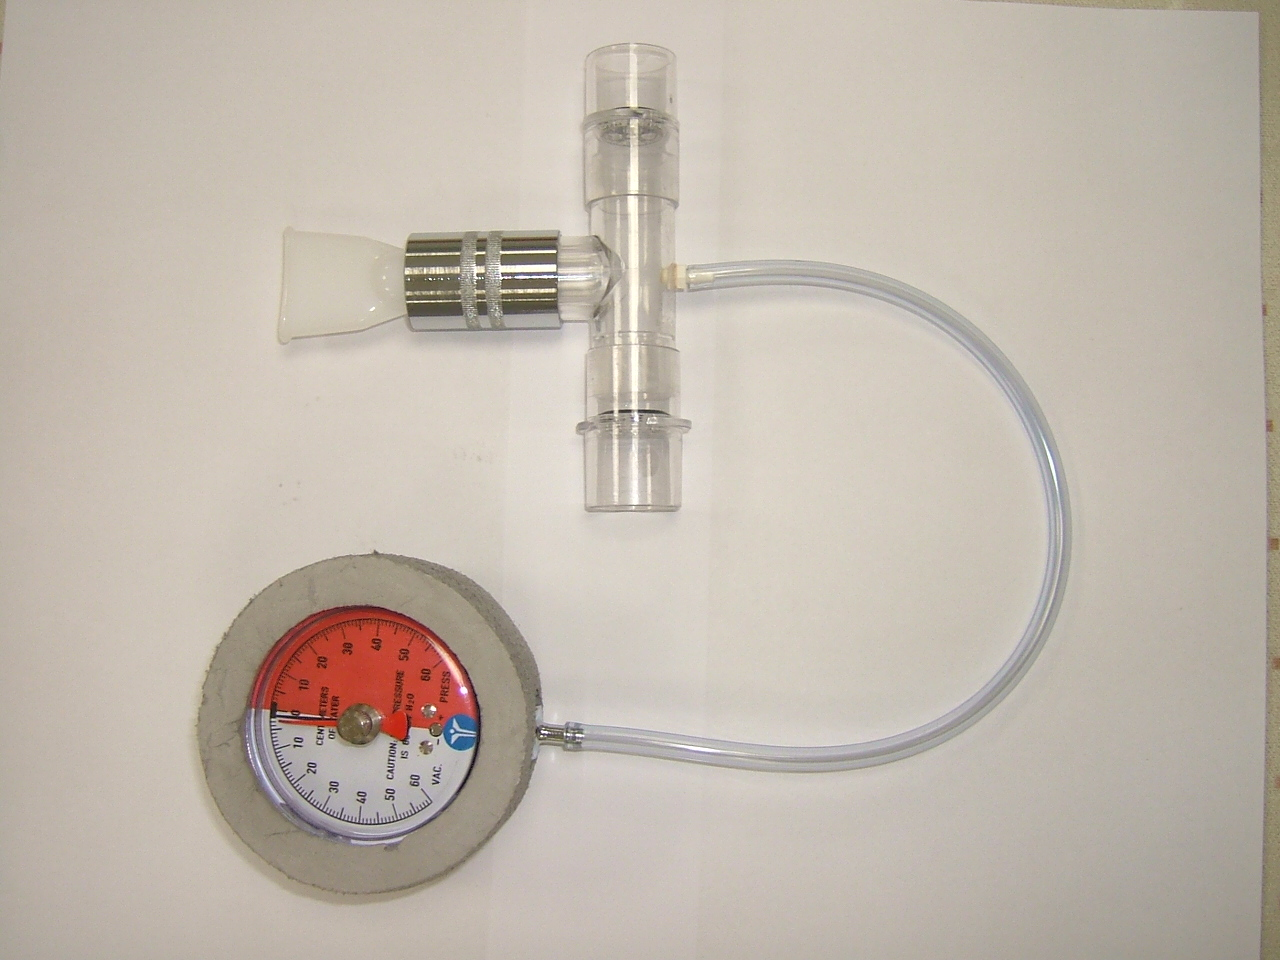 60 50 40 30 20 10 0 10 20 30 40 50 60
CENTIMETERS
OF WATER
CAUTION
PRESSURE
IS
H₂O
VAC.
- +
PRESS